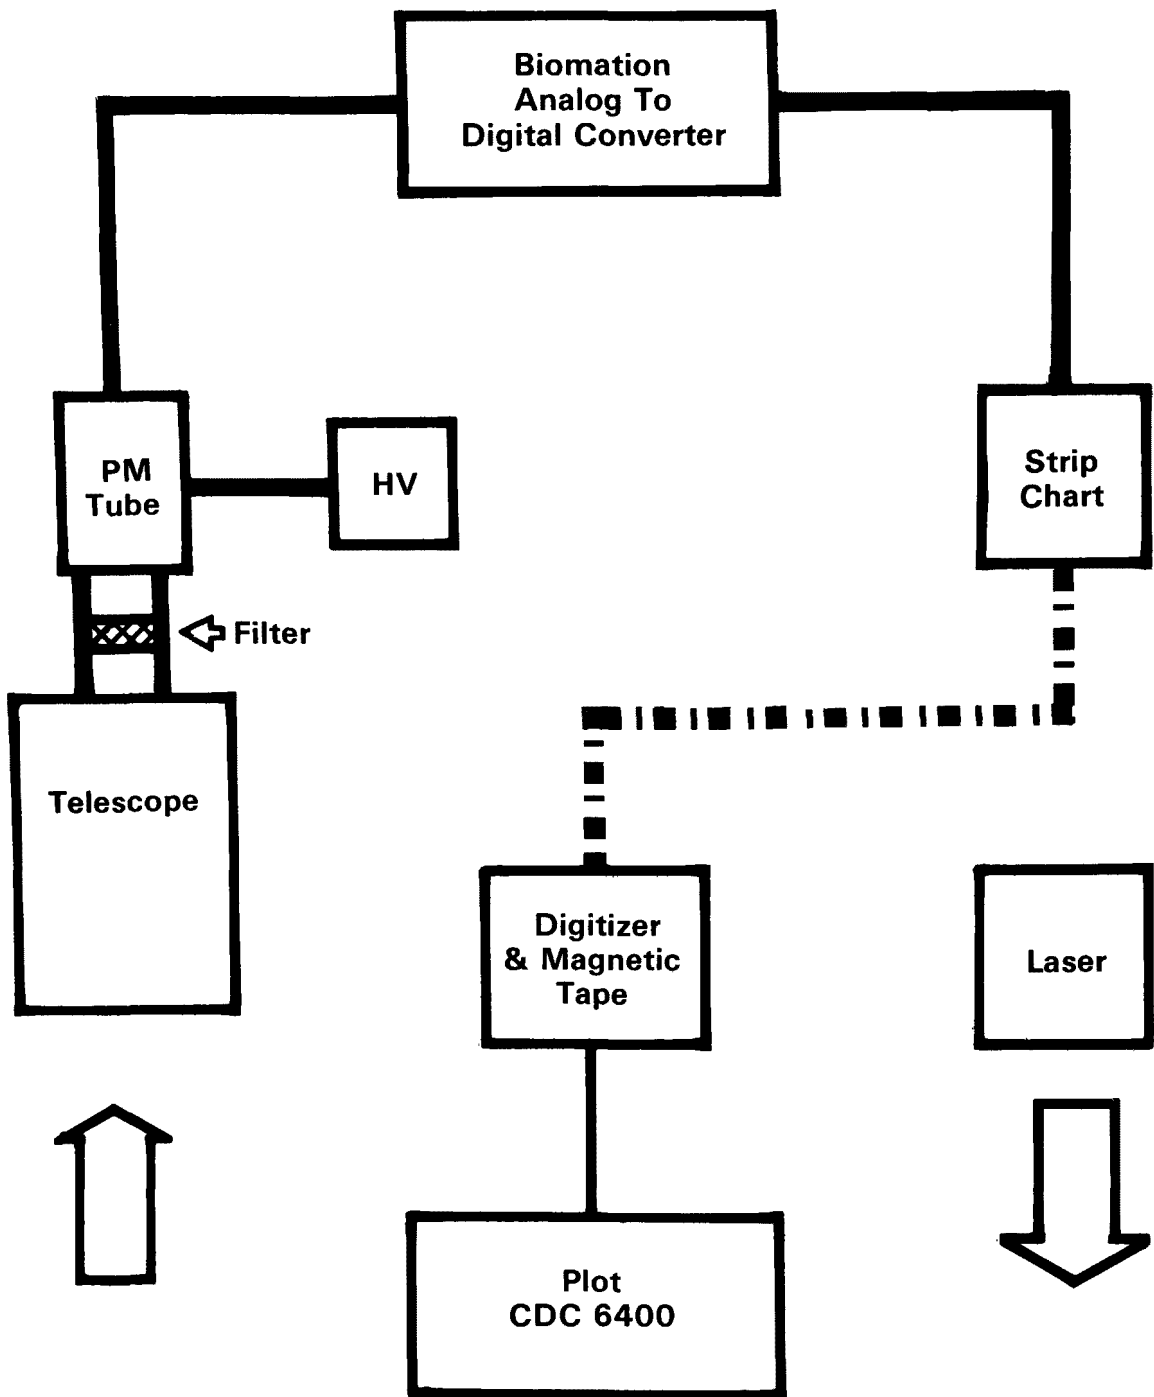 Biomation
Analog To
Digital Converter
PM
Tube
HV
Strip
Chart
Filter
Telescope
Digitizer
& Magnetic
Tape
Laser
Plot
CDC 6400